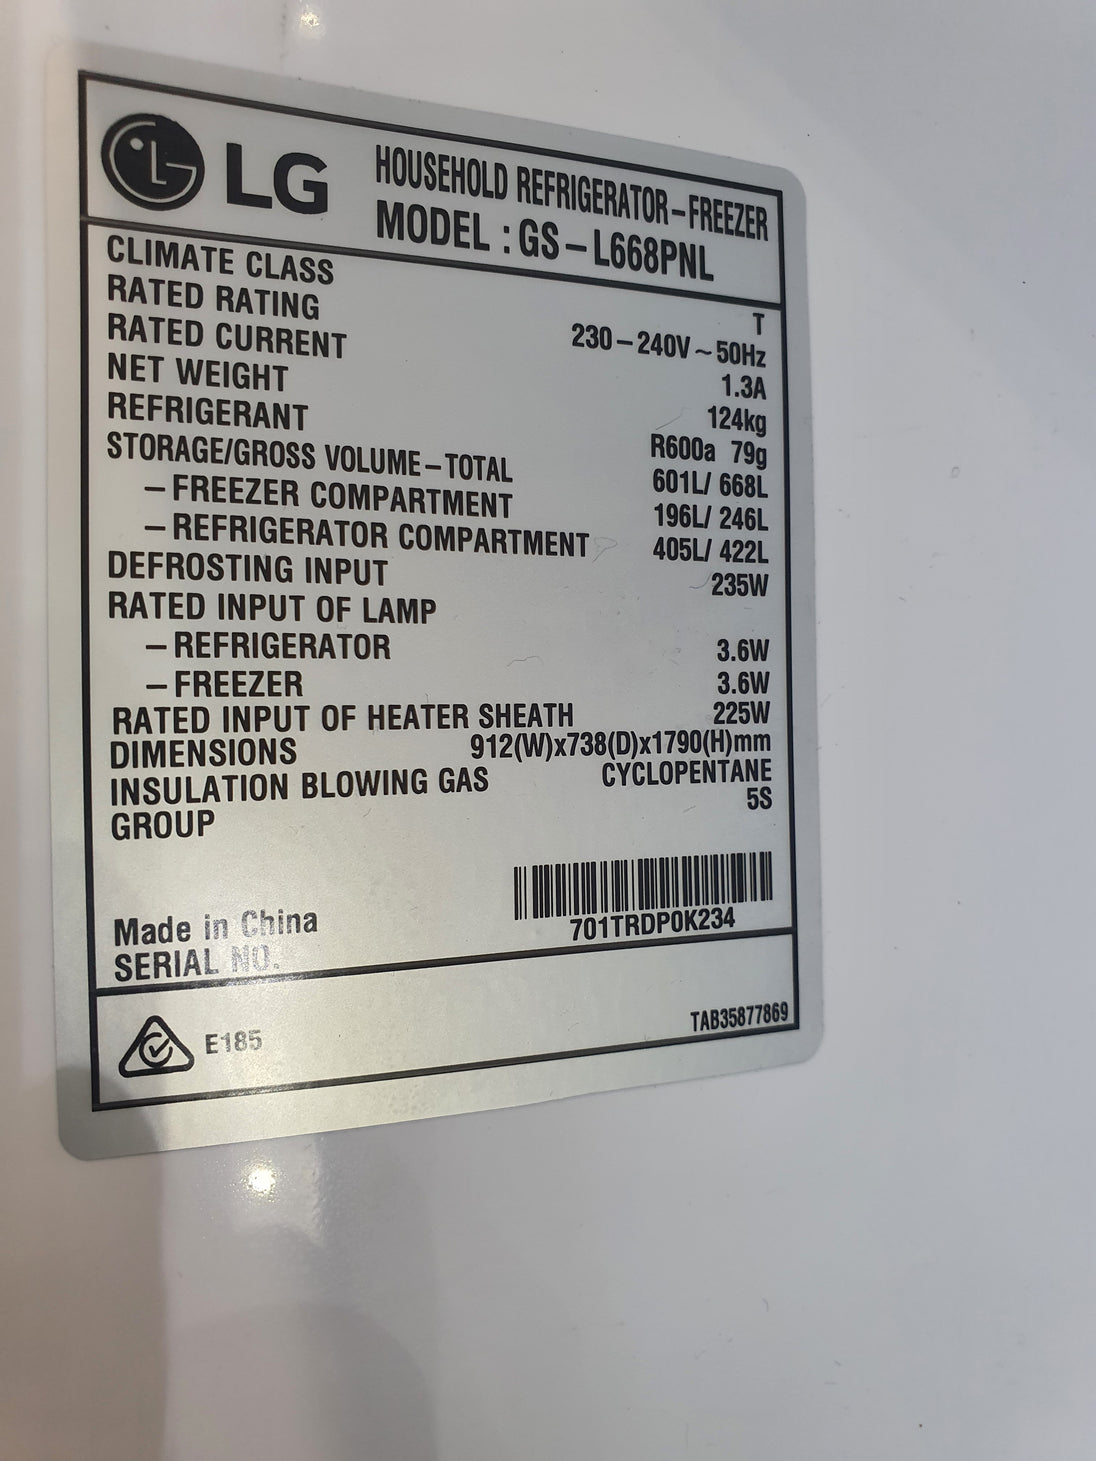 LG
HOUSEHOLD REFRIGERATOR-FREEZER
MODEL : GS-L668PNL
CLIMATE CLASS T
RATED RATING 230-240V~50Hz
RATED CURRENT 1.3A
NET WEIGHT 124kg
REFRIGERANT R600a 79g
STORAGE/GROSS VOLUME-TOTAL 601L/ 668L
-FREEZER COMPARTMENT 196L/ 246L
-REFRIGERATOR COMPARTMENT 405L/ 422L
DEFROSTING INPUT 235W
RATED INPUT OF LAMP
-REFRIGERATOR 3.6W
-FREEZER 3.6W
RATED INPUT OF HEATER SHEATH 225W
DIMENSIONS 912(W)x738(D)x1790(H)mm
INSULATION BLOWING GAS CYCLOPENTANE
GROUP 5S
Made in China
SERIAL NO. 701TRDP0K234
E185
TAB35877869